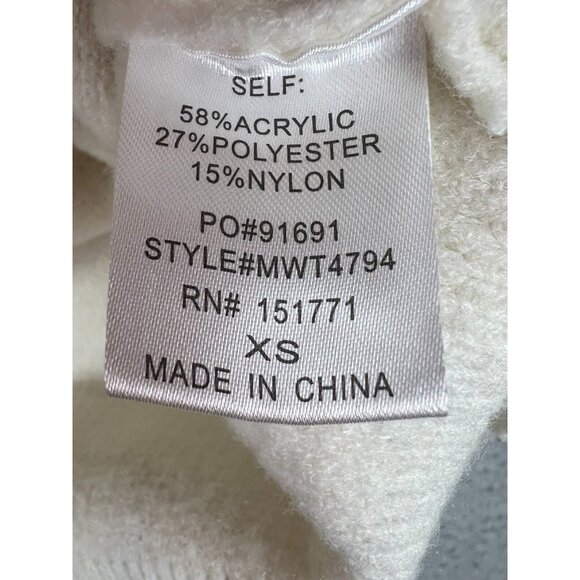 SELF:
58%ACRYLIC
27%POLYESTER
15%NYLON
PO#91691
STYLE#MWT4794
RN# 151771
XS
MADE IN CHINA